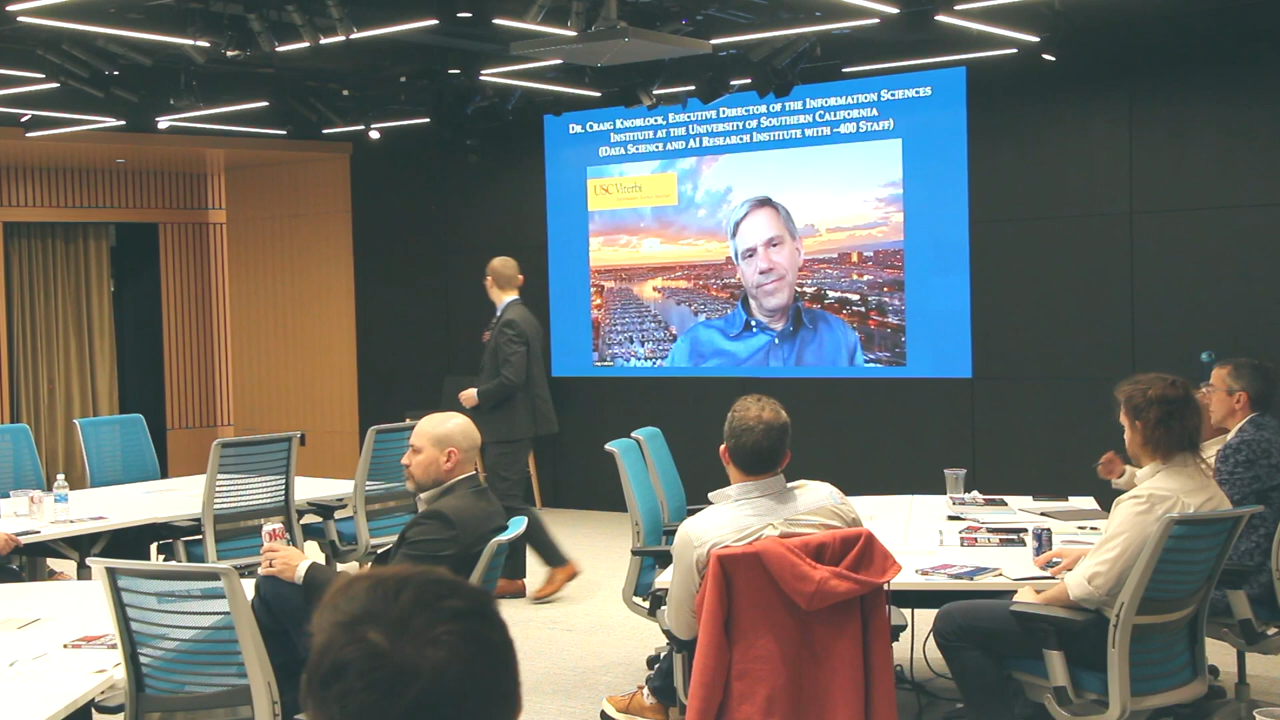 DR. CRAIG KNOBLOCK, EXECUTIVE DIRECTOR OF THE INFORMATION SCIENCES
INSTITUTE AT THE UNIVERSITY OF SOUTHERN CALIFORNIA
(DATA SCIENCE AND AI RESEARCH INSTITUTE WITH ~400 STAFF)
USC Viterbi